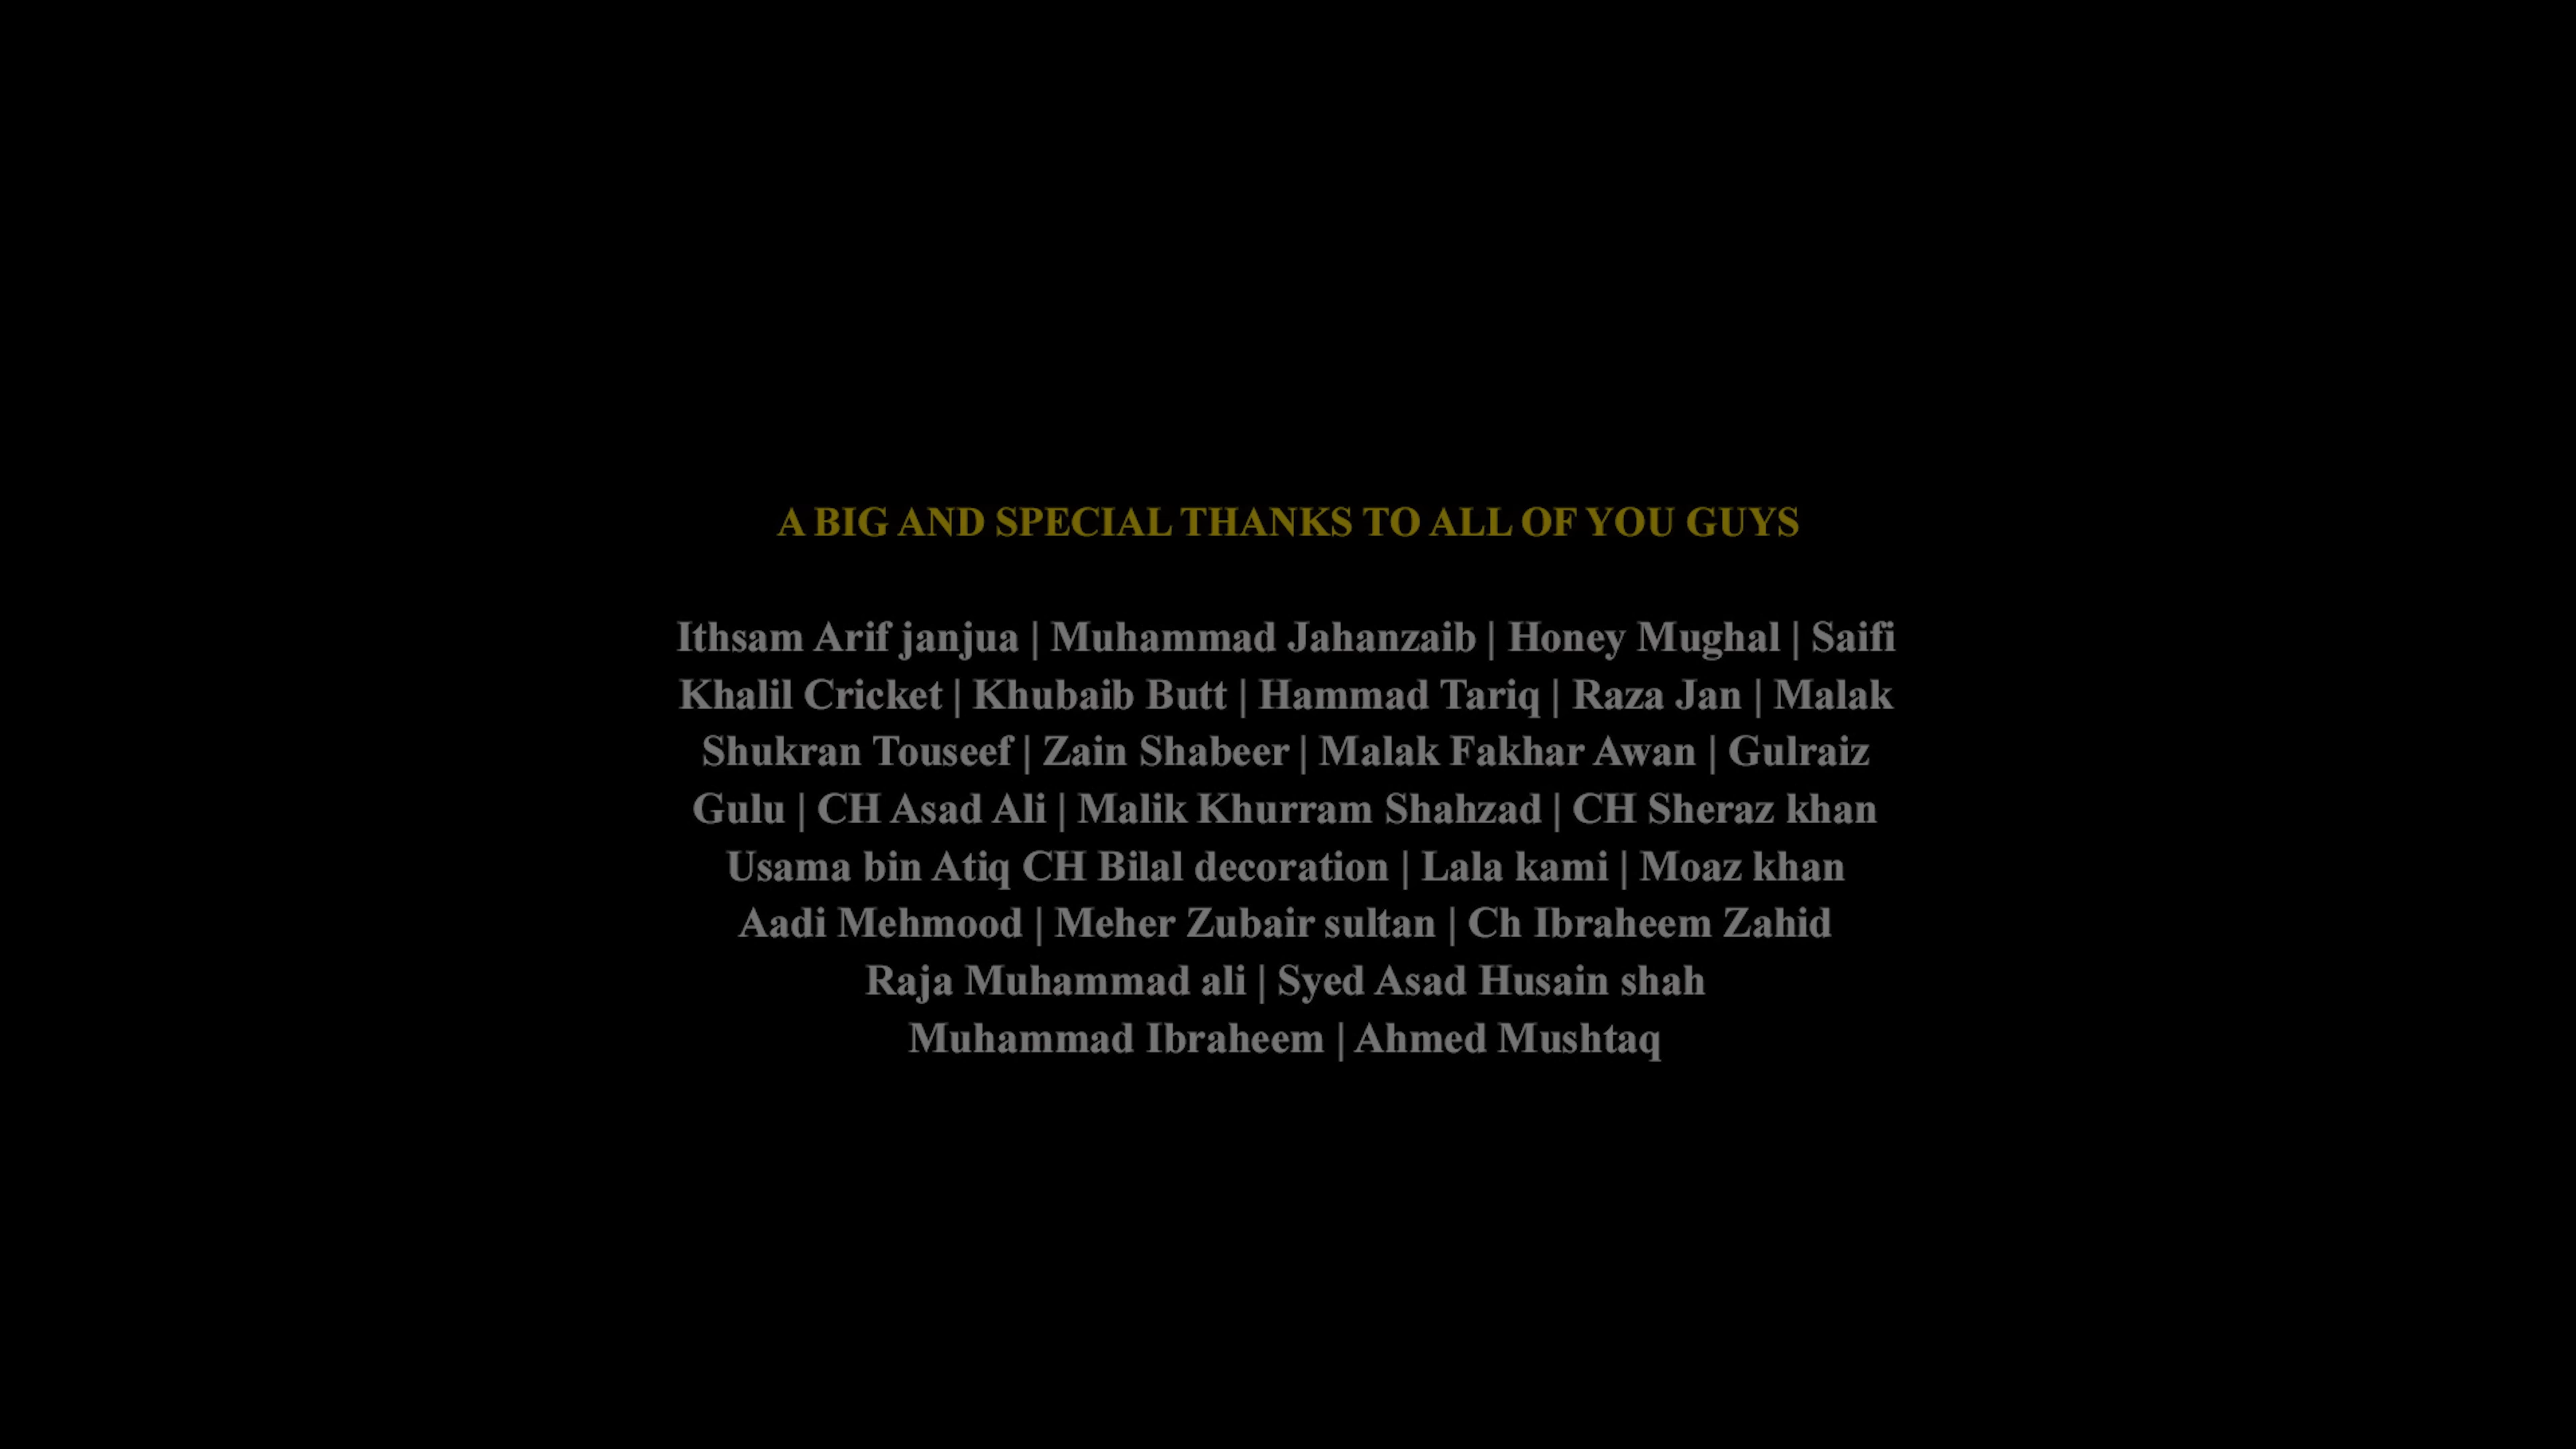 A BIG AND SPECIAL THANKS TO ALL OF YOU GUYS
Ithsam Arif janjua | Muhammad Jahanzaib | Honey Mughal | Saifi
Khalil Cricket | Khubaib Butt | Hammad Tariq | Raza Jan | Malak
Shukran Touseef | Zain Shabeer | Malak Fakhar Awan | Gulraiz
Gulu | CH Asad Ali | Malik Khurram Shahzad | CH Sheraz khan
Usama bin Atiq CH Bilal decoration | Lala kami | Moaz khan
Aadi Mehmood | Meher Zubair sultan | Ch Ibraheem Zahid
Raja Muhammad ali | Syed Asad Husain shah
Muhammad Ibraheem | Ahmed Mushtaq